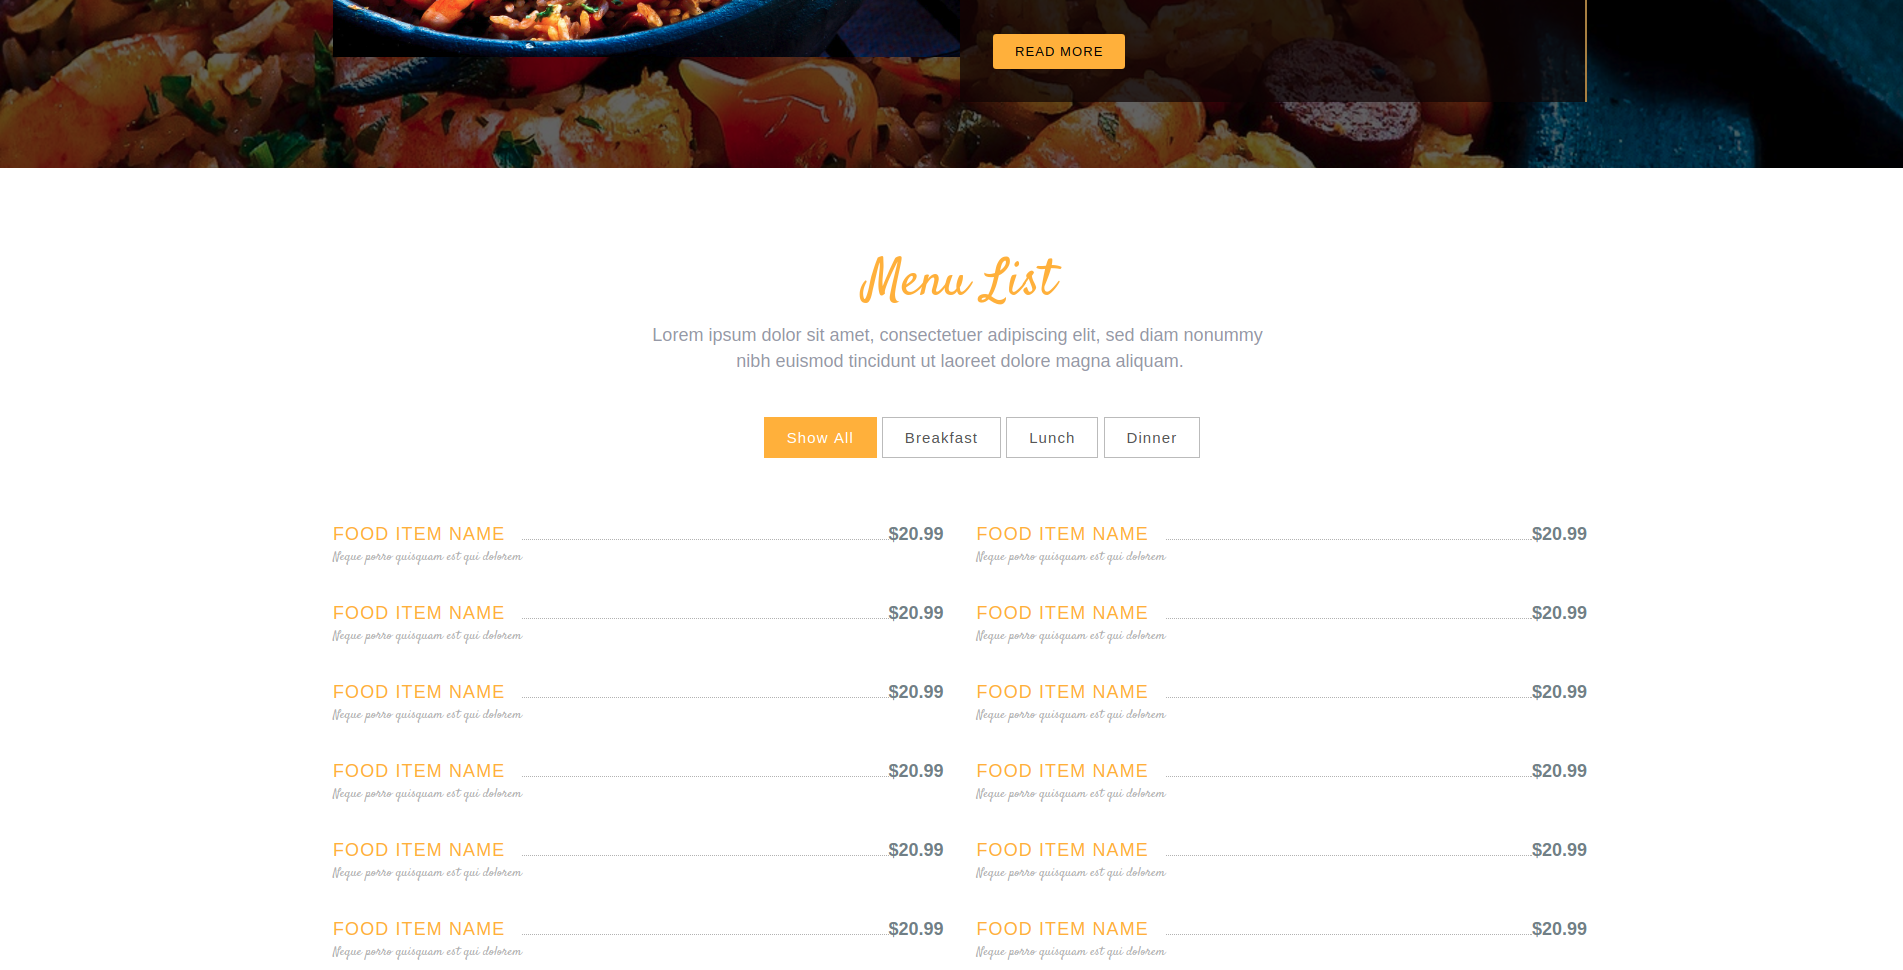 READ MORE
Menu List
Lorem ipsum dolor sit amet, consectetuer adipiscing elit, sed diam nonummy
nibh euismod tincidunt ut laoreet dolore magna aliquam.
Show All Breakfast Lunch Dinner
FOOD ITEM NAME $20.99 FOOD ITEM NAME $20.99
Neque porro quisquam est qui dolorem Neque porro quisquam est qui dolorem
FOOD ITEM NAME $20.99 FOOD ITEM NAME $20.99
Neque porro quisquam est qui dolorem Neque porro quisquam est qui dolorem
FOOD ITEM NAME $20.99 FOOD ITEM NAME $20.99
Neque porro quisquam est qui dolorem Neque porro quisquam est qui dolorem
FOOD ITEM NAME $20.99 FOOD ITEM NAME $20.99
Neque porro quisquam est qui dolorem Neque porro quisquam est qui dolorem
FOOD ITEM NAME $20.99 FOOD ITEM NAME $20.99
Neque porro quisquam est qui dolorem Neque porro quisquam est qui dolorem
FOOD ITEM NAME $20.99 FOOD ITEM NAME $20.99
Neque porro quisquam est qui dolorem Neque porro quisquam est qui dolorem